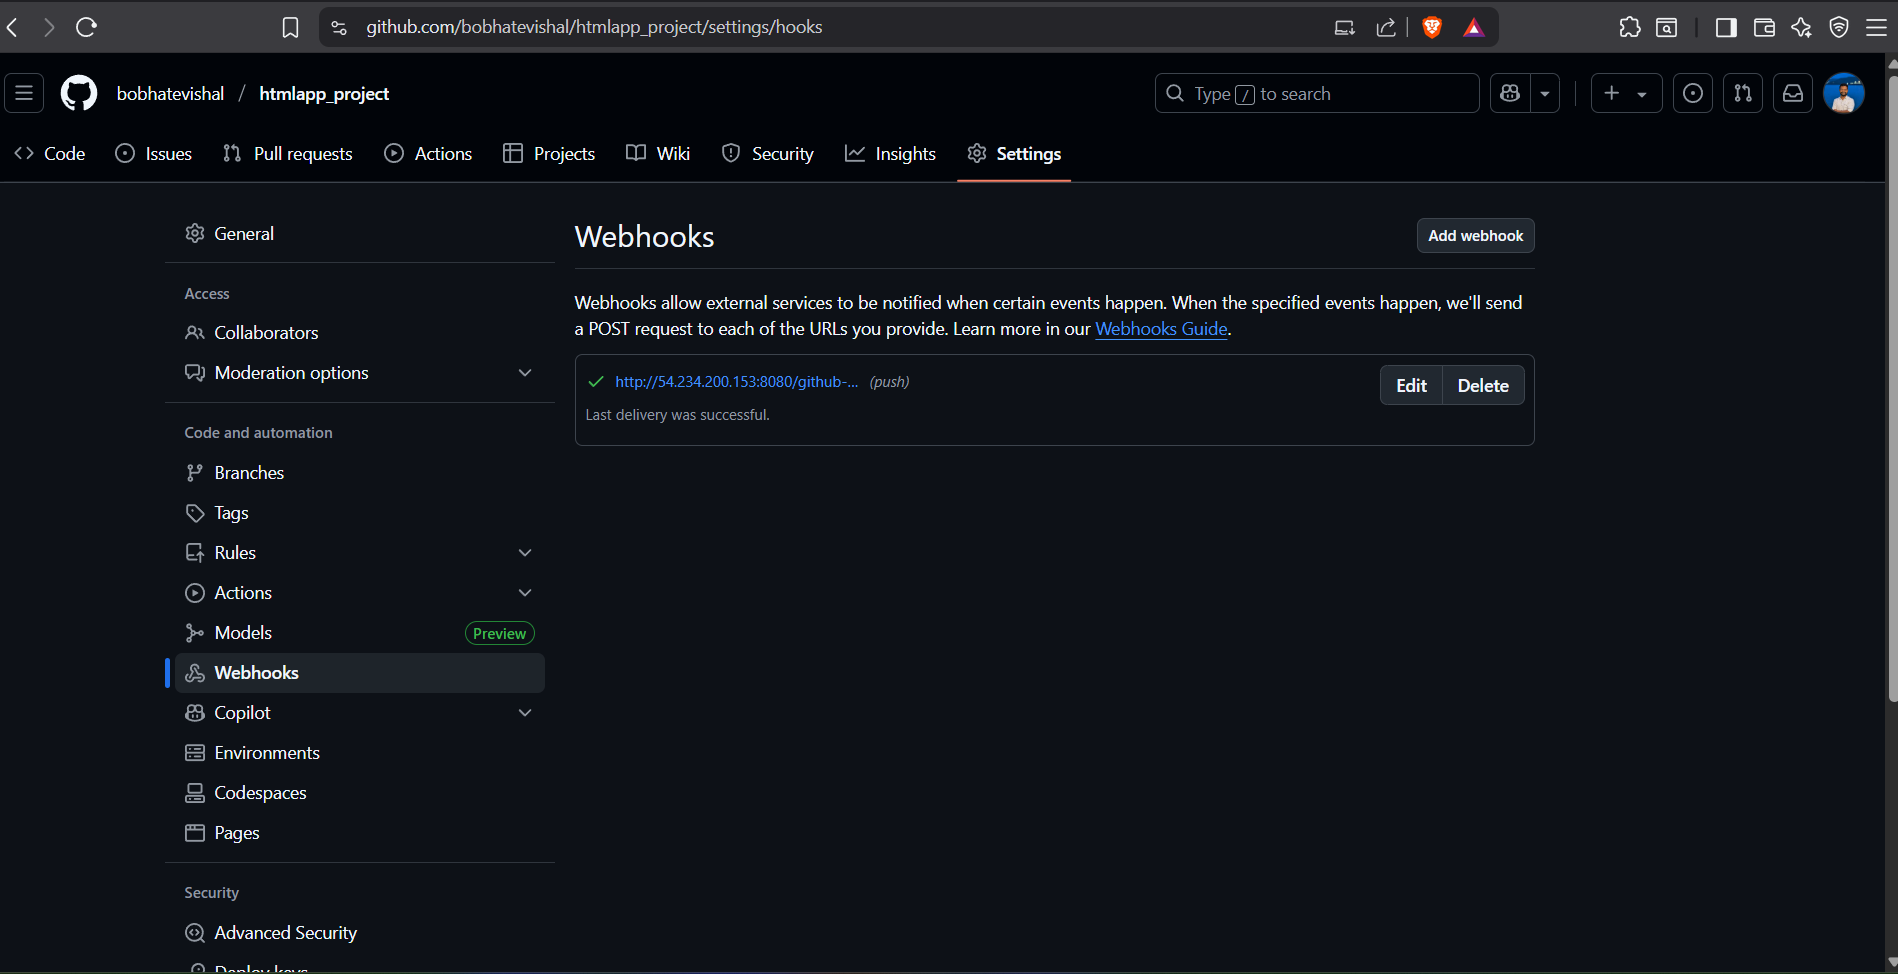 github.com/bobhatevishal/htmlapp_project/settings/hooks
bobhatevishal / htmlapp_project
Type / to search
Code
Issues
Pull requests
Actions
Projects
Wiki
Security
Insights
Settings
General
Access
Collaborators
Moderation options
Code and automation
Branches
Tags
Rules
Actions
Models Preview
Webhooks
Copilot
Environments
Codespaces
Pages
Security
Advanced Security
Deploy keys
Webhooks
Add webhook
Webhooks allow external services to be notified when certain events happen. When the specified events happen, we'll send
a POST request to each of the URLs you provide. Learn more in our Webhooks Guide.
http://54.234.200.153:8080/github-... (push)
Edit Delete
Last delivery was successful.